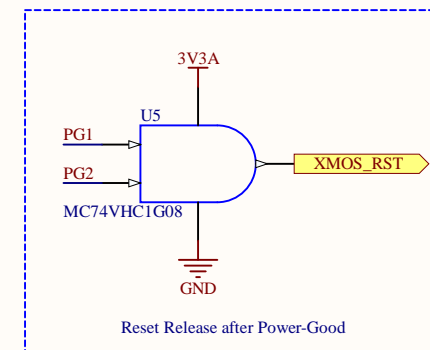 3V3A
U5
PG1
XMOS_RST
PG2
MC74VHC1G08
GND
Reset Release after Power-Good